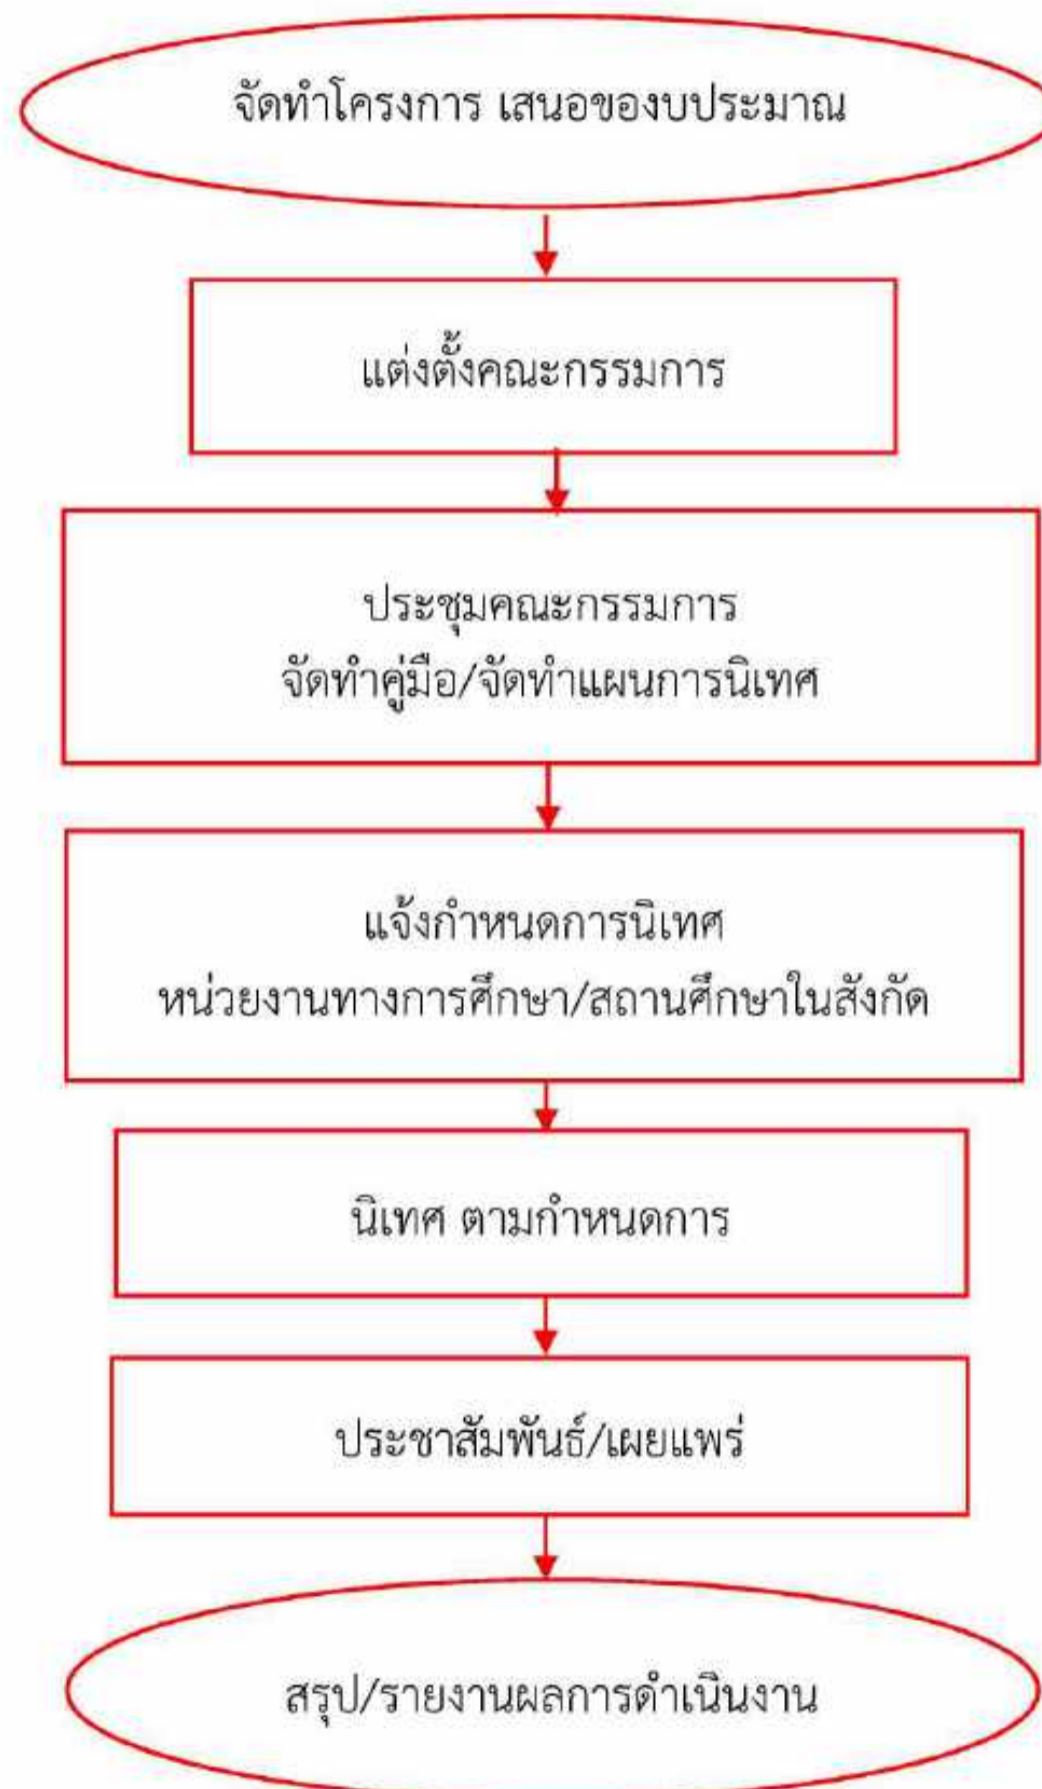 จัดทำโครงการ เสนอของบประมาณ
แต่งตั้งคณะกรรมการ
ประชุมคณะกรรมการ
จัดทำคู่มือ/จัดทำแผนการนิเทศ
แจ้งกำหนดการนิเทศ
หน่วยงานทางการศึกษา/สถานศึกษาในสังกัด
นิเทศ ตามกำหนดการ
ประชาสัมพันธ์/เผยแพร่
สรุป/รายงานผลการดำเนินงาน